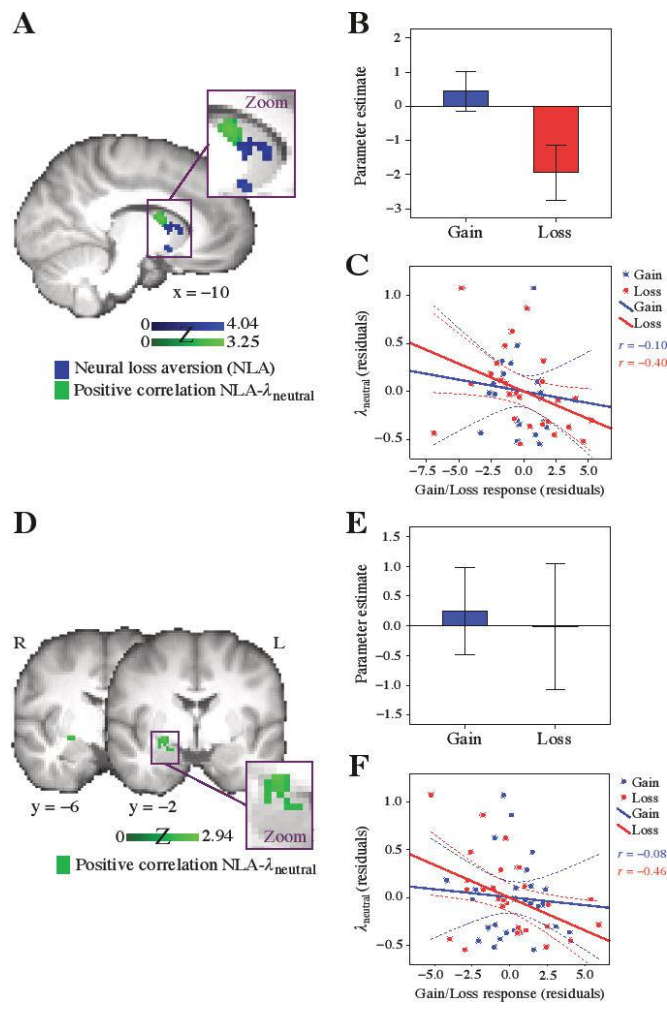 A
Zoom
x = −10
0 4.04
Z
0 3.25
Neural loss aversion (NLA)
Positive correlation NLA-λneutral
B
Parameter estimate
2
1
0
−1
−2
−3
Gain Loss
C
λneutral (residuals)
1.0
0.5
0.0
−0.5
−7.5 −5.0 −2.5 0.0 2.5 5.0
Gain/Loss response (residuals)
Gain
Loss
Gain
Loss
r = −0.10
r = −0.40
D
R L
y = −6 y = −2
0 Z 2.94
Zoom
Positive correlation NLA-λneutral
E
Parameter estimate
1.5
1.0
0.5
0.0
−0.5
−1.0
−1.5
Gain Loss
F
λneutral (residuals)
1.0
0.5
0.0
−0.5
−5.0 −2.5 0.0 2.5 5.0
Gain/Loss response (residuals)
Gain
Loss
Gain
Loss
r = −0.08
r = −0.46